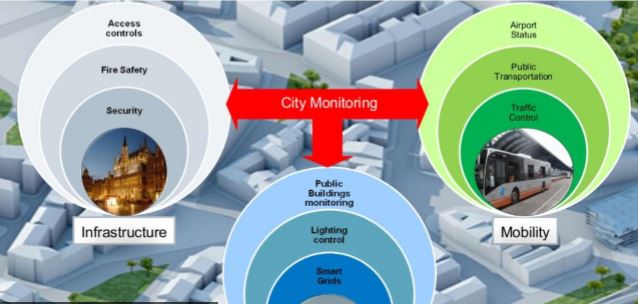 Access
controls
Fire Safety
Security
Infrastructure
City Monitoring
Airport
Status
Public
Transportation
Traffic
Control
Mobility
Public
Buildings
monitoring
Lighting
control
Smart
Grids